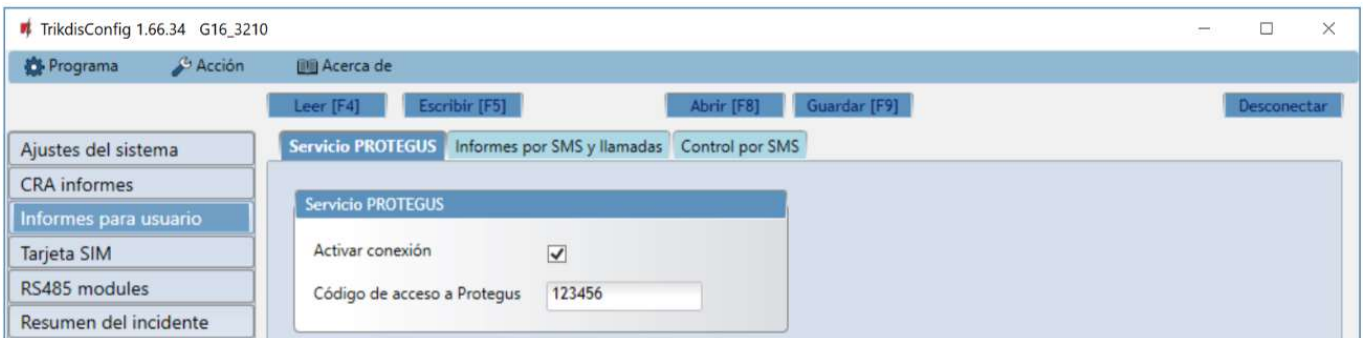 TrikdisConfig 1.66.34 G16_3210
Programa Acción Acerca de
Leer [F4] Escribir [F5] Abrir [F8] Guardar [F9] Desconectar
Ajustes del sistema
CRA informes
Informes para usuario
Tarjeta SIM
RS485 modules
Resumen del incidente
Servicio PROTEGUS Informes por SMS y llamadas Control por SMS
Servicio PROTEGUS
Activar conexión
Código de acceso a Protegus 123456